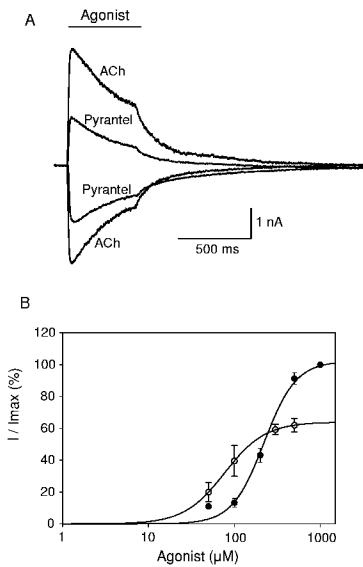 A
Agonist
ACh
Pyrantel
Pyrantel
ACh
1 nA
500 ms
B
120
100
80
60
40
20
0
I / Imax (%)
1
10
100
1000
Agonist (µM)